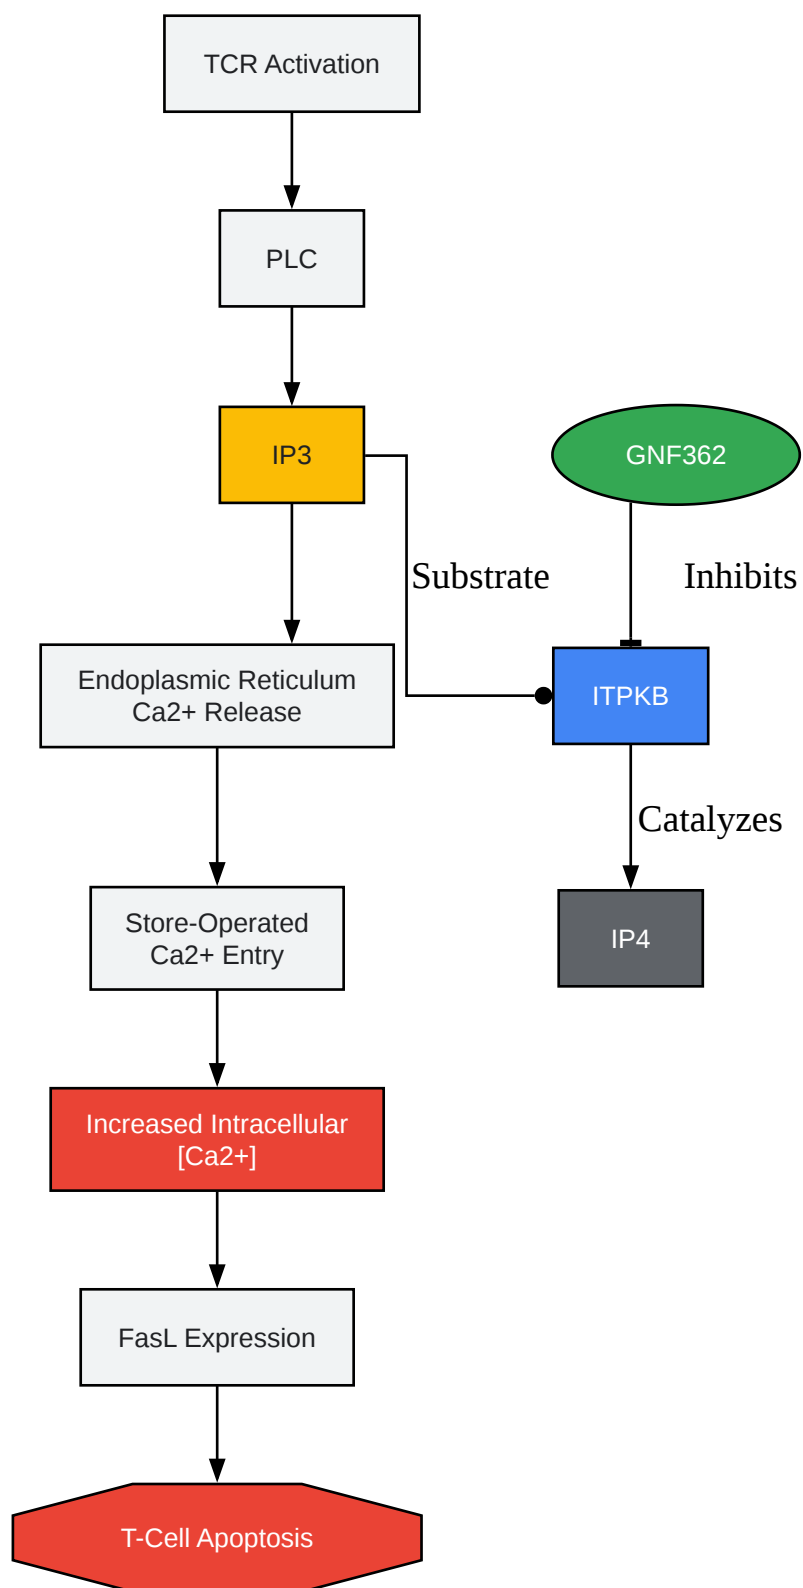 TCR Activation
PLC
IP3
GNF362
Substrate
Inhibits
Endoplasmic Reticulum
Ca2+ Release
ITPKB
Catalyzes
Store-Operated
Ca2+ Entry
IP4
Increased Intracellular
[Ca2+]
FasL Expression
T-Cell Apoptosis